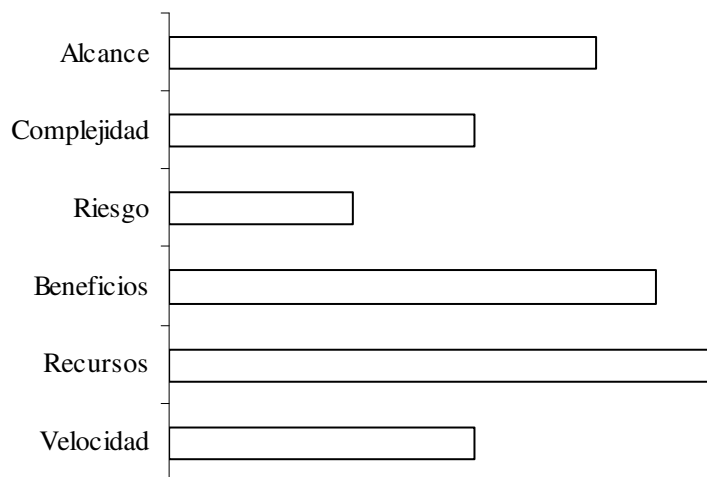 Alcance
Complejidad
Riesgo
Beneficios
Recursos
Velocidad